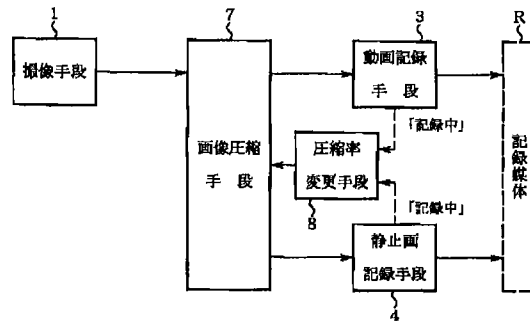 1
撮像手段
7
画像圧縮
手　段
3
動画記録
手　段
「記録中」
圧縮率
変更手段
8
「記録中」
静止画
記録手段
4
R
記録媒体